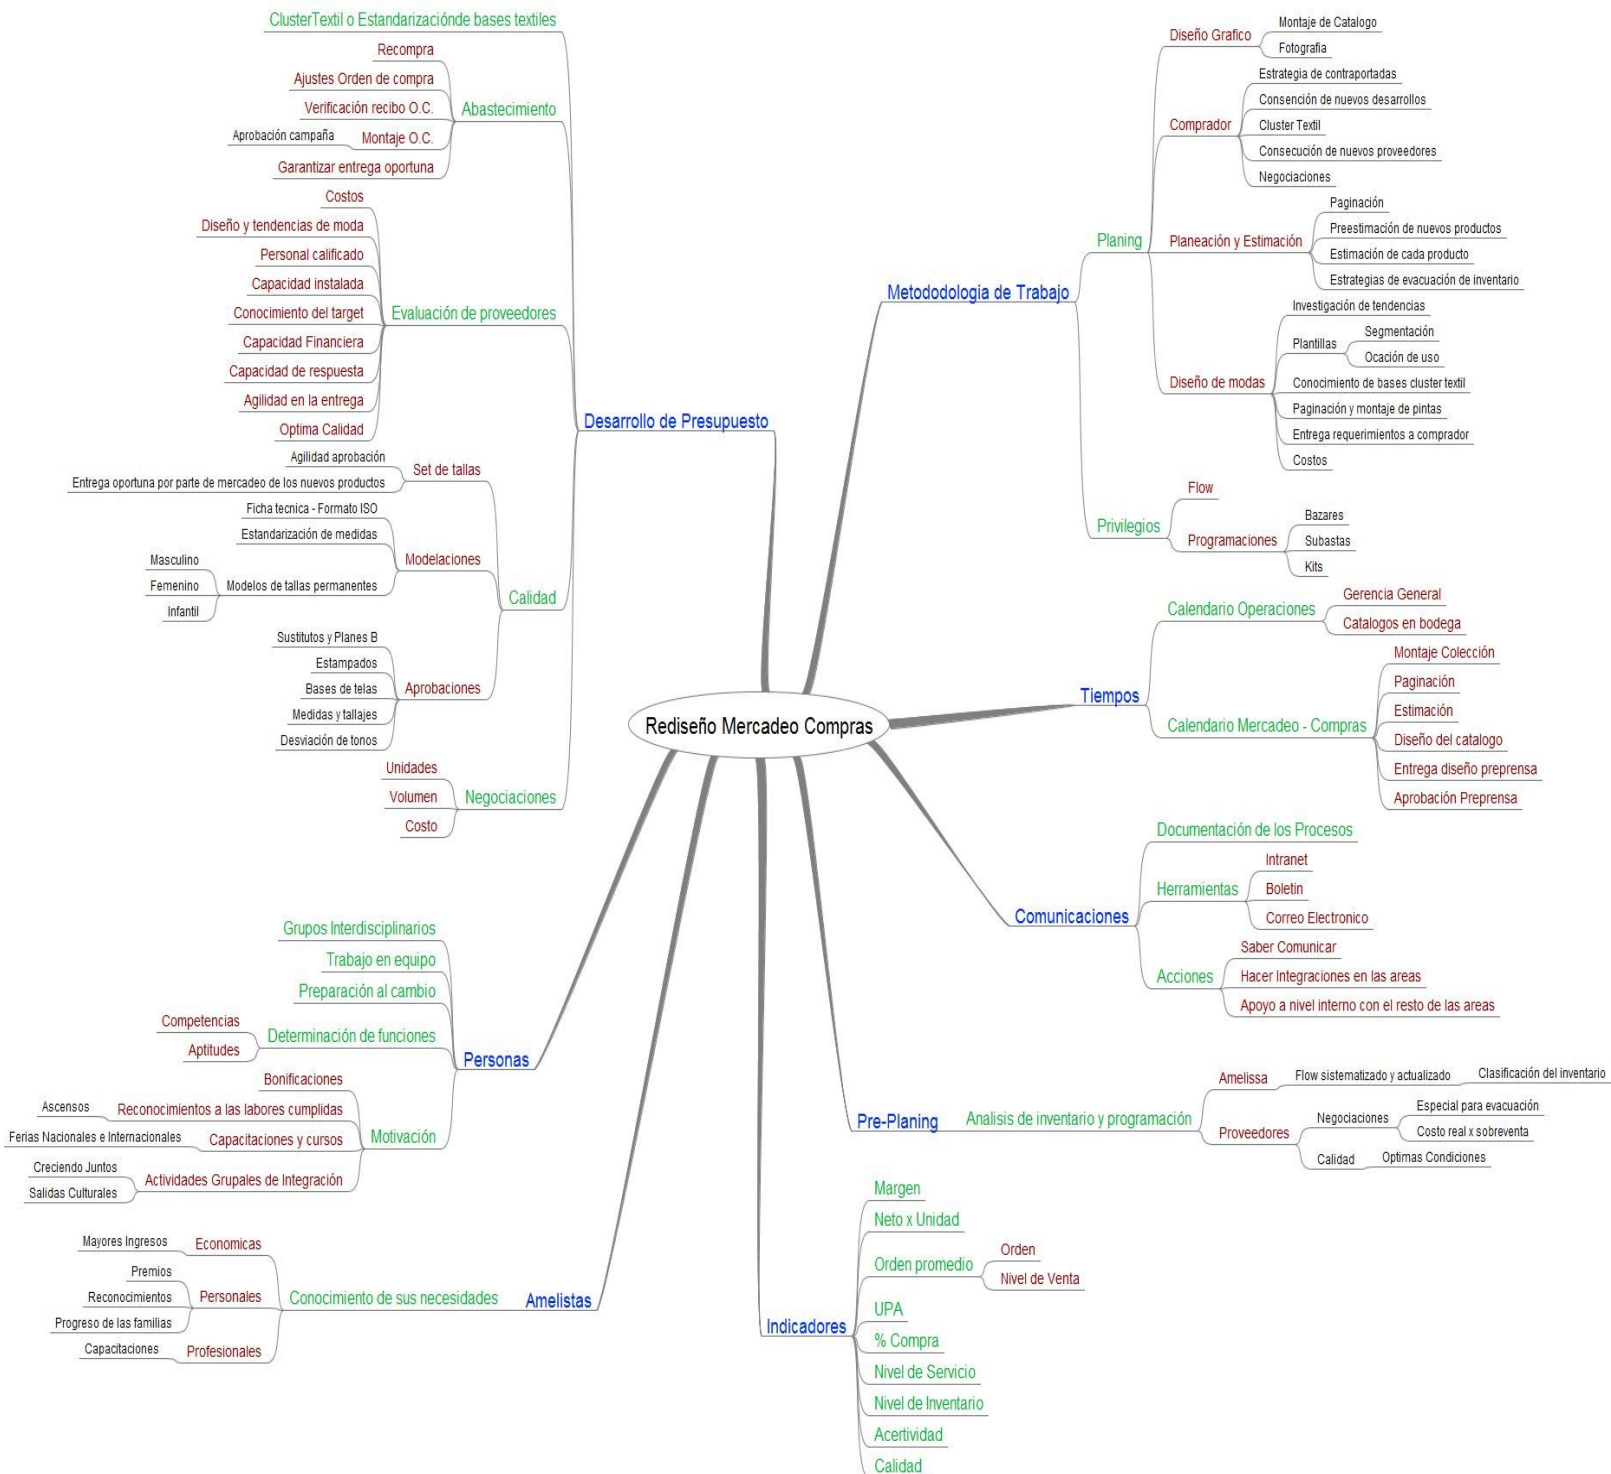 Rediseño Mercadeo Compras
Metododologia de Trabajo
Planing
Diseño Grafico
Montaje de Catalogo
Fotografia
Comprador
Estrategia de contraportadas
Consención de nuevos desarrollos
Cluster Textil
Consecución de nuevos proveedores
Negociaciones
Planeación y Estimación
Paginación
Preestimación de nuevos productos
Estimación de cada producto
Estrategias de evacuación de inventario
Diseño de modas
Investigación de tendencias
Plantillas
Segmentación
Ocación de uso
Conocimiento de bases cluster textil
Paginación y montaje de pintas
Entrega requerimientos a comprador
Costos
Privilegios
Flow
Programaciones
Bazares
Subastas
Kits
Tiempos
Calendario Operaciones
Gerencia General
Catalogos en bodega
Calendario Mercadeo - Compras
Montaje Colección
Paginación
Estimación
Diseño del catalogo
Entrega diseño preprensa
Aprobación Preprensa
Comunicaciones
Documentación de los Procesos
Herramientas
Intranet
Boletin
Correo Electronico
Acciones
Saber Comunicar
Hacer Integraciones en las areas
Apoyo a nivel interno con el resto de las areas
Pre-Planing
Analisis de inventario y programación
Amelissa
Flow sistematizado y actualizado
Clasificación del inventario
Proveedores
Negociaciones
Especial para evacuación
Costo real x sobreventa
Calidad
Optimas Condiciones
Indicadores
Margen
Neto x Unidad
Orden promedio
Orden
Nivel de Venta
UPA
% Compra
Nivel de Servicio
Nivel de Inventario
Acertividad
Calidad
Desarrollo de Presupuesto
ClusterTextil o Estandarizaciónde bases textiles
Abastecimiento
Recompra
Ajustes Orden de compra
Verificación recibo O.C.
Montaje O.C.
Aprobación campaña
Garantizar entrega oportuna
Evaluación de proveedores
Costos
Diseño y tendencias de moda
Personal calificado
Capacidad instalada
Conocimiento del target
Capacidad Financiera
Capacidad de respuesta
Agilidad en la entrega
Optima Calidad
Calidad
Set de tallas
Agilidad aprobación
Entrega oportuna por parte de mercadeo de los nuevos productos
Modelaciones
Ficha tecnica - Formato ISO
Estandarización de medidas
Modelos de tallas permanentes
Masculino
Femenino
Infantil
Aprobaciones
Sustitutos y Planes B
Estampados
Bases de telas
Medidas y tallajes
Desviación de tonos
Negociaciones
Unidades
Volumen
Costo
Personas
Grupos Interdisciplinarios
Trabajo en equipo
Preparación al cambio
Determinación de funciones
Competencias
Aptitudes
Motivación
Bonificaciones
Reconocimientos a las labores cumplidas
Ascensos
Capacitaciones y cursos
Ferias Nacionales e Internacionales
Actividades Grupales de Integración
Creciendo Juntos
Salidas Culturales
Amelistas
Conocimiento de sus necesidades
Economicas
Mayores Ingresos
Personales
Premios
Reconocimientos
Progreso de las familias
Profesionales
Capacitaciones